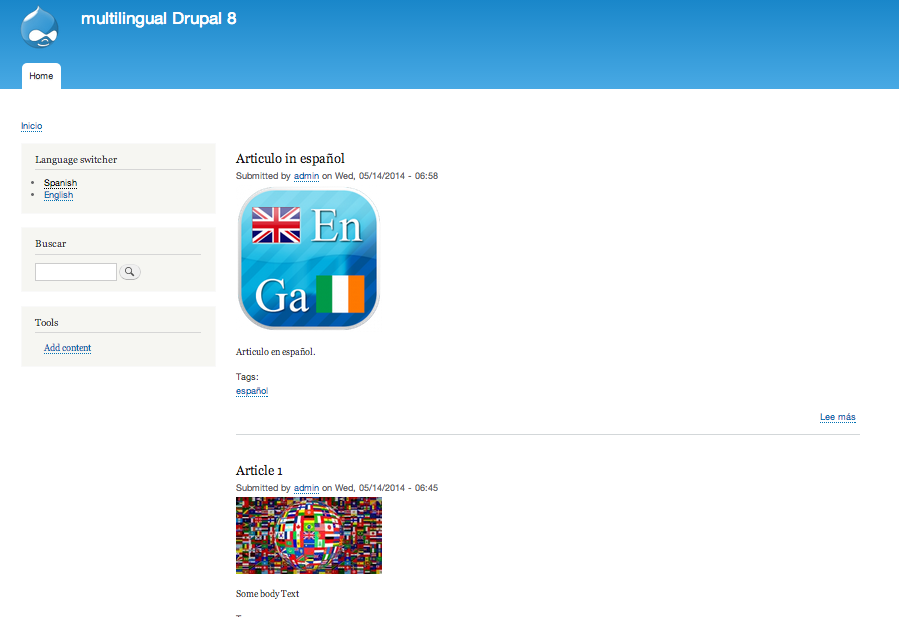 multilingual Drupal 8
Home
Inicio
Language switcher
Spanish
English
Buscar
Tools
Add content
Articulo in español
Submitted by admin on Wed, 05/14/2014 - 06:58
En
Ga
Articulo en español.
Tags:
español
Lee más
Article 1
Submitted by admin on Wed, 05/14/2014 - 06:45
Some body Text